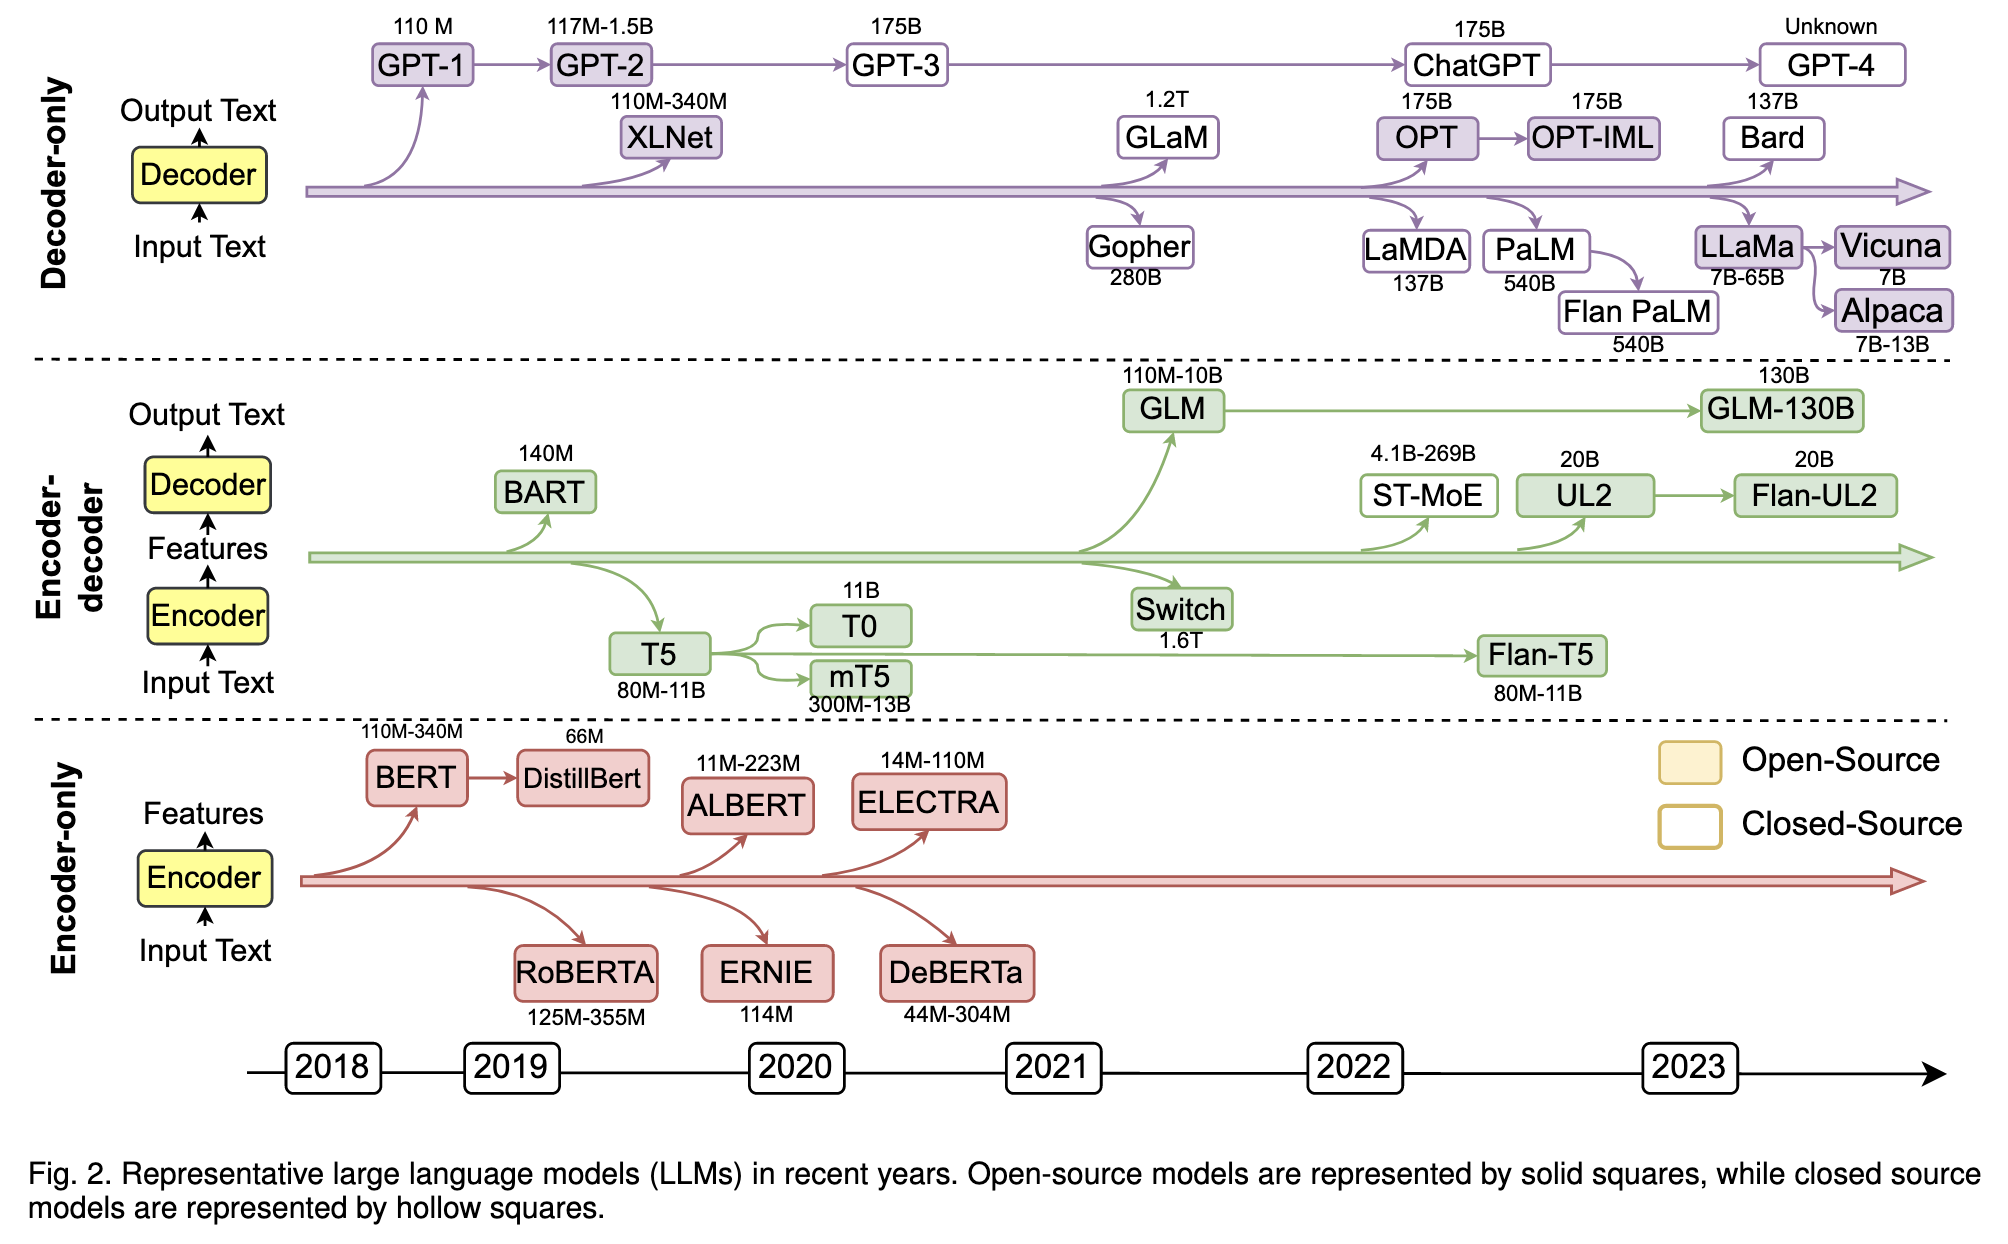 Decoder-only
Output Text
Decoder
Input Text
110 M
GPT-1
117M-1.5B
GPT-2
175B
GPT-3
175B
ChatGPT
Unknown
GPT-4
110M-340M
XLNet
1.2T
GLaM
175B
OPT
175B
OPT-IML
137B
Bard
Gopher
280B
LaMDA
137B
PaLM
540B
Flan PaLM
540B
LLaMa
7B-65B
Vicuna
7B
Alpaca
7B-13B
Encoder-
decoder
Output Text
Decoder
Features
Encoder
Input Text
110M-10B
GLM
130B
GLM-130B
140M
BART
4.1B-269B
ST-MoE
20B
UL2
20B
Flan-UL2
T5
80M-11B
11B
T0
mT5
300M-13B
Switch
1.6T
Flan-T5
80M-11B
Encoder-only
Features
Encoder
Input Text
110M-340M
BERT
66M
DistillBert
11M-223M
ALBERT
14M-110M
ELECTRA
RoBERTA
125M-355M
ERNIE
114M
DeBERTa
44M-304M
Open-Source
Closed-Source
2018
2019
2020
2021
2022
2023
Fig. 2. Representative large language models (LLMs) in recent years. Open-source models are represented by solid squares, while closed source
models are represented by hollow squares.